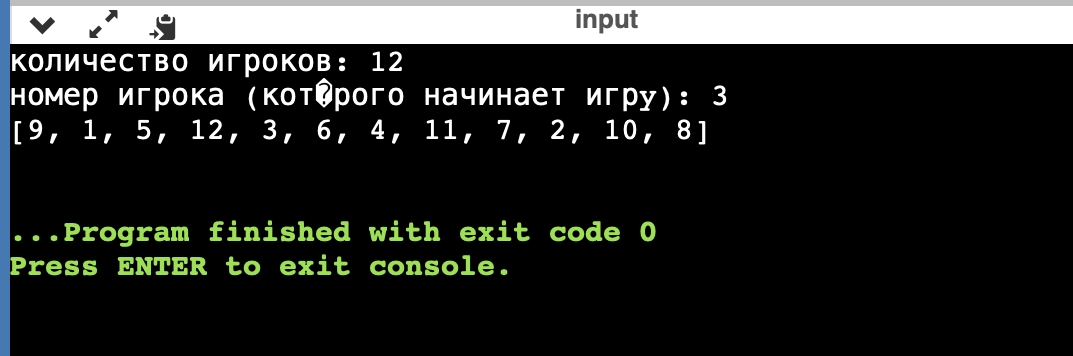 input
количество игроков: 12
номер игрока (кот�рого начинает игру): 3
[9, 1, 5, 12, 3, 6, 4, 11, 7, 2, 10, 8]
...Program finished with exit code 0
Press ENTER to exit console.